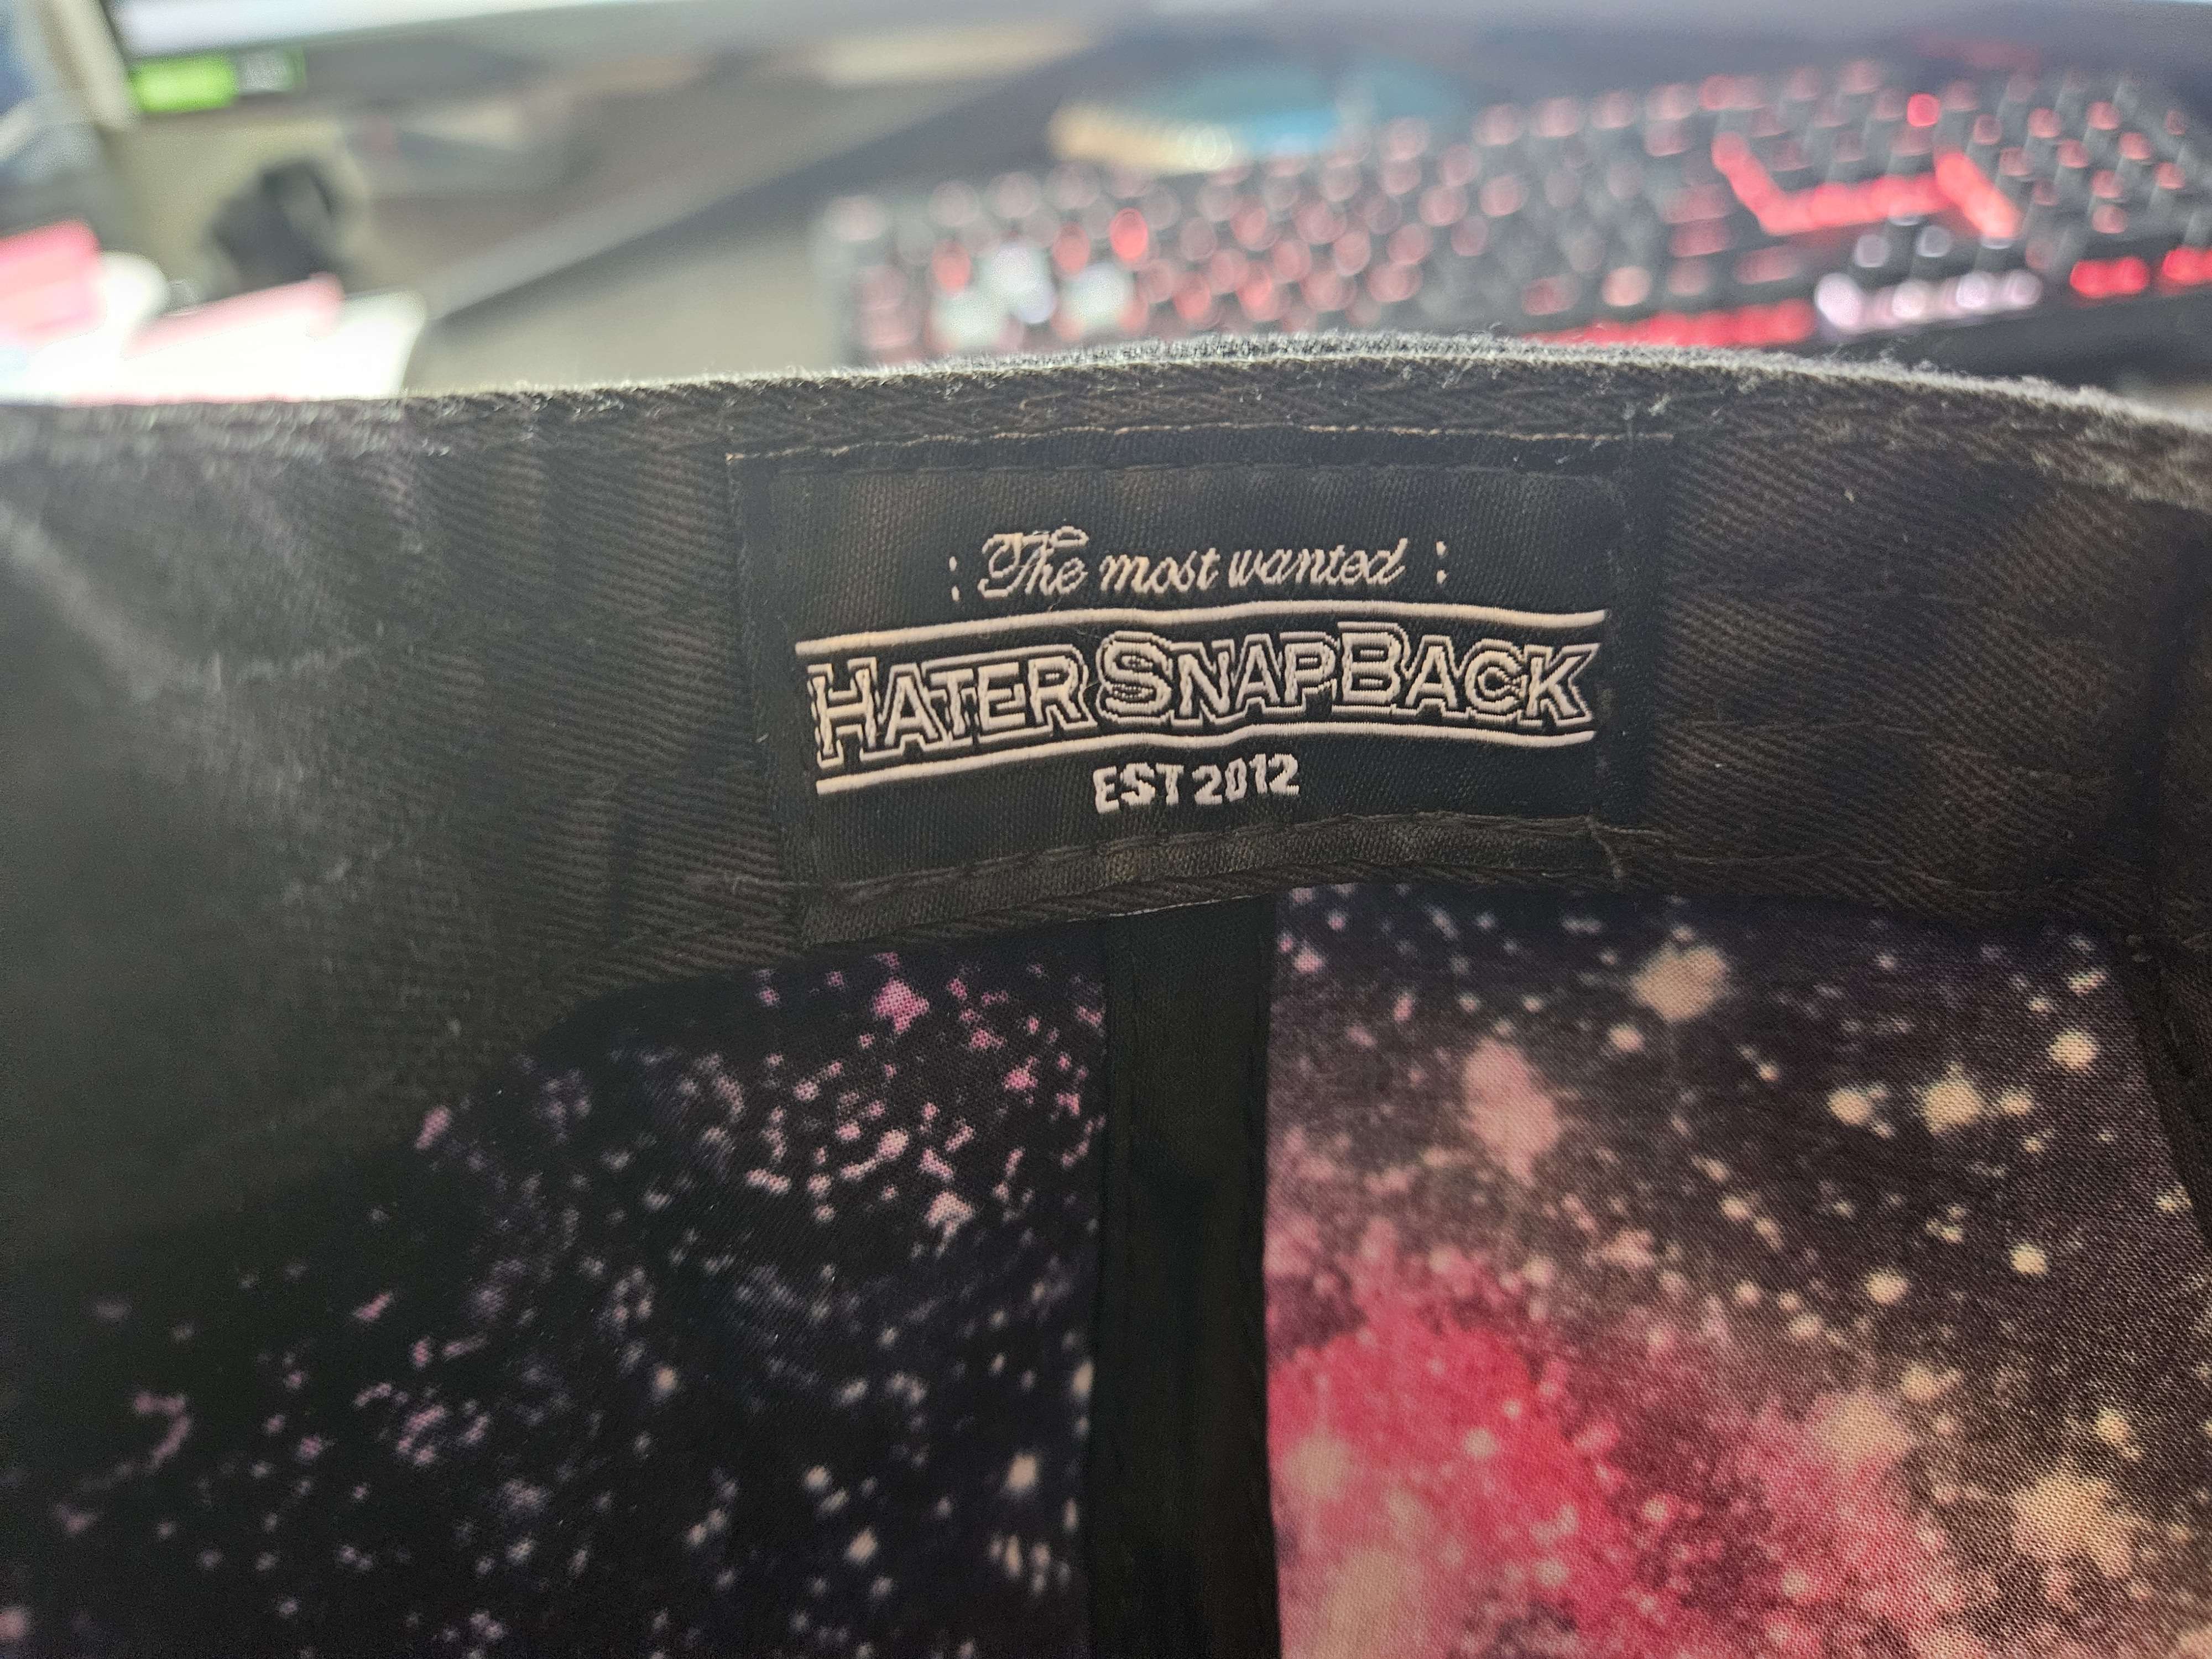 : The most wanted :
HATER SNAPBACK
EST 2012